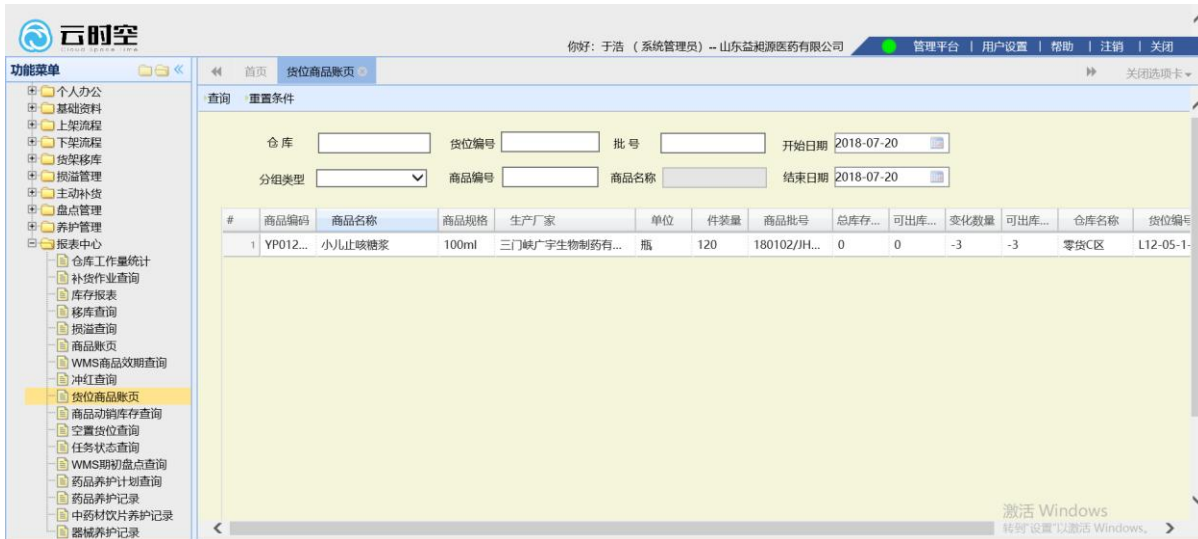 云时空
Cloud Space Time
你好：于浩 （系统管理员）-- 山东益昶源医药有限公司
管理平台 | 用户设置 | 帮助 | 注销 | 关闭
功能菜单
首页
货位商品账页
关闭选项卡
个人办公
基础资料
上架流程
下架流程
货架移库
损溢管理
主动补货
盘点管理
养护管理
报表中心
仓库工作量统计
补货作业查询
库存报表
移库查询
损溢查询
商品账页
WMS商品效期查询
冲红查询
货位商品账页
商品动销库存查询
空置货位查询
任务状态查询
WMS期初盘点查询
药品养护计划查询
药品养护记录
中药材饮片养护记录
器械养护记录
查询 重置条件
仓 库 货位编号 批 号 开始日期 2018-07-20
分组类型 商品编号 商品名称 结束日期 2018-07-20
# 商品编码 商品名称 商品规格 生产厂家 单位 件装量 商品批号 总库存... 可出库... 变化数量 可出库... 仓库名称 货位编号
1 YP012... 小儿止咳糖浆 100ml 三门峡广宇生物制药有... 瓶 120 180102/JH... 0 0 -3 -3 零货C区 L12-05-1-
激活 Windows
转到"设置"以激活 Windows。